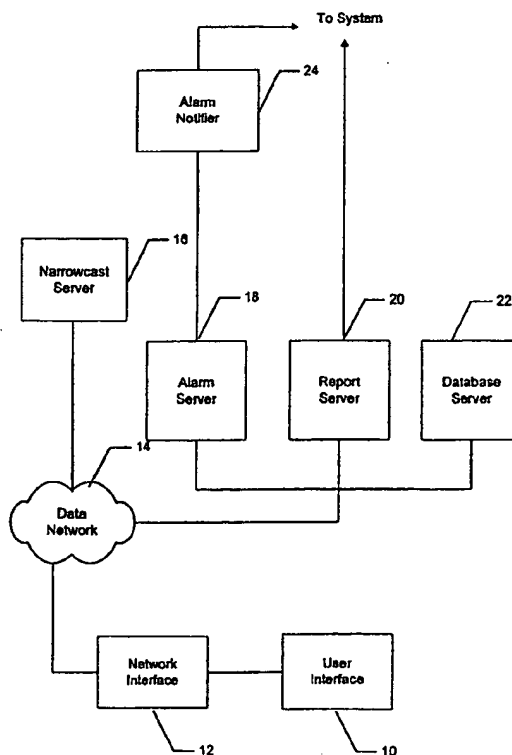 To System
24
Alarm
Notifier
16
Narrowcast
Server
18
20
22
Alarm
Server
Report
Server
Database
Server
14
Data
Network
Network
Interface
User
Interface
12
10